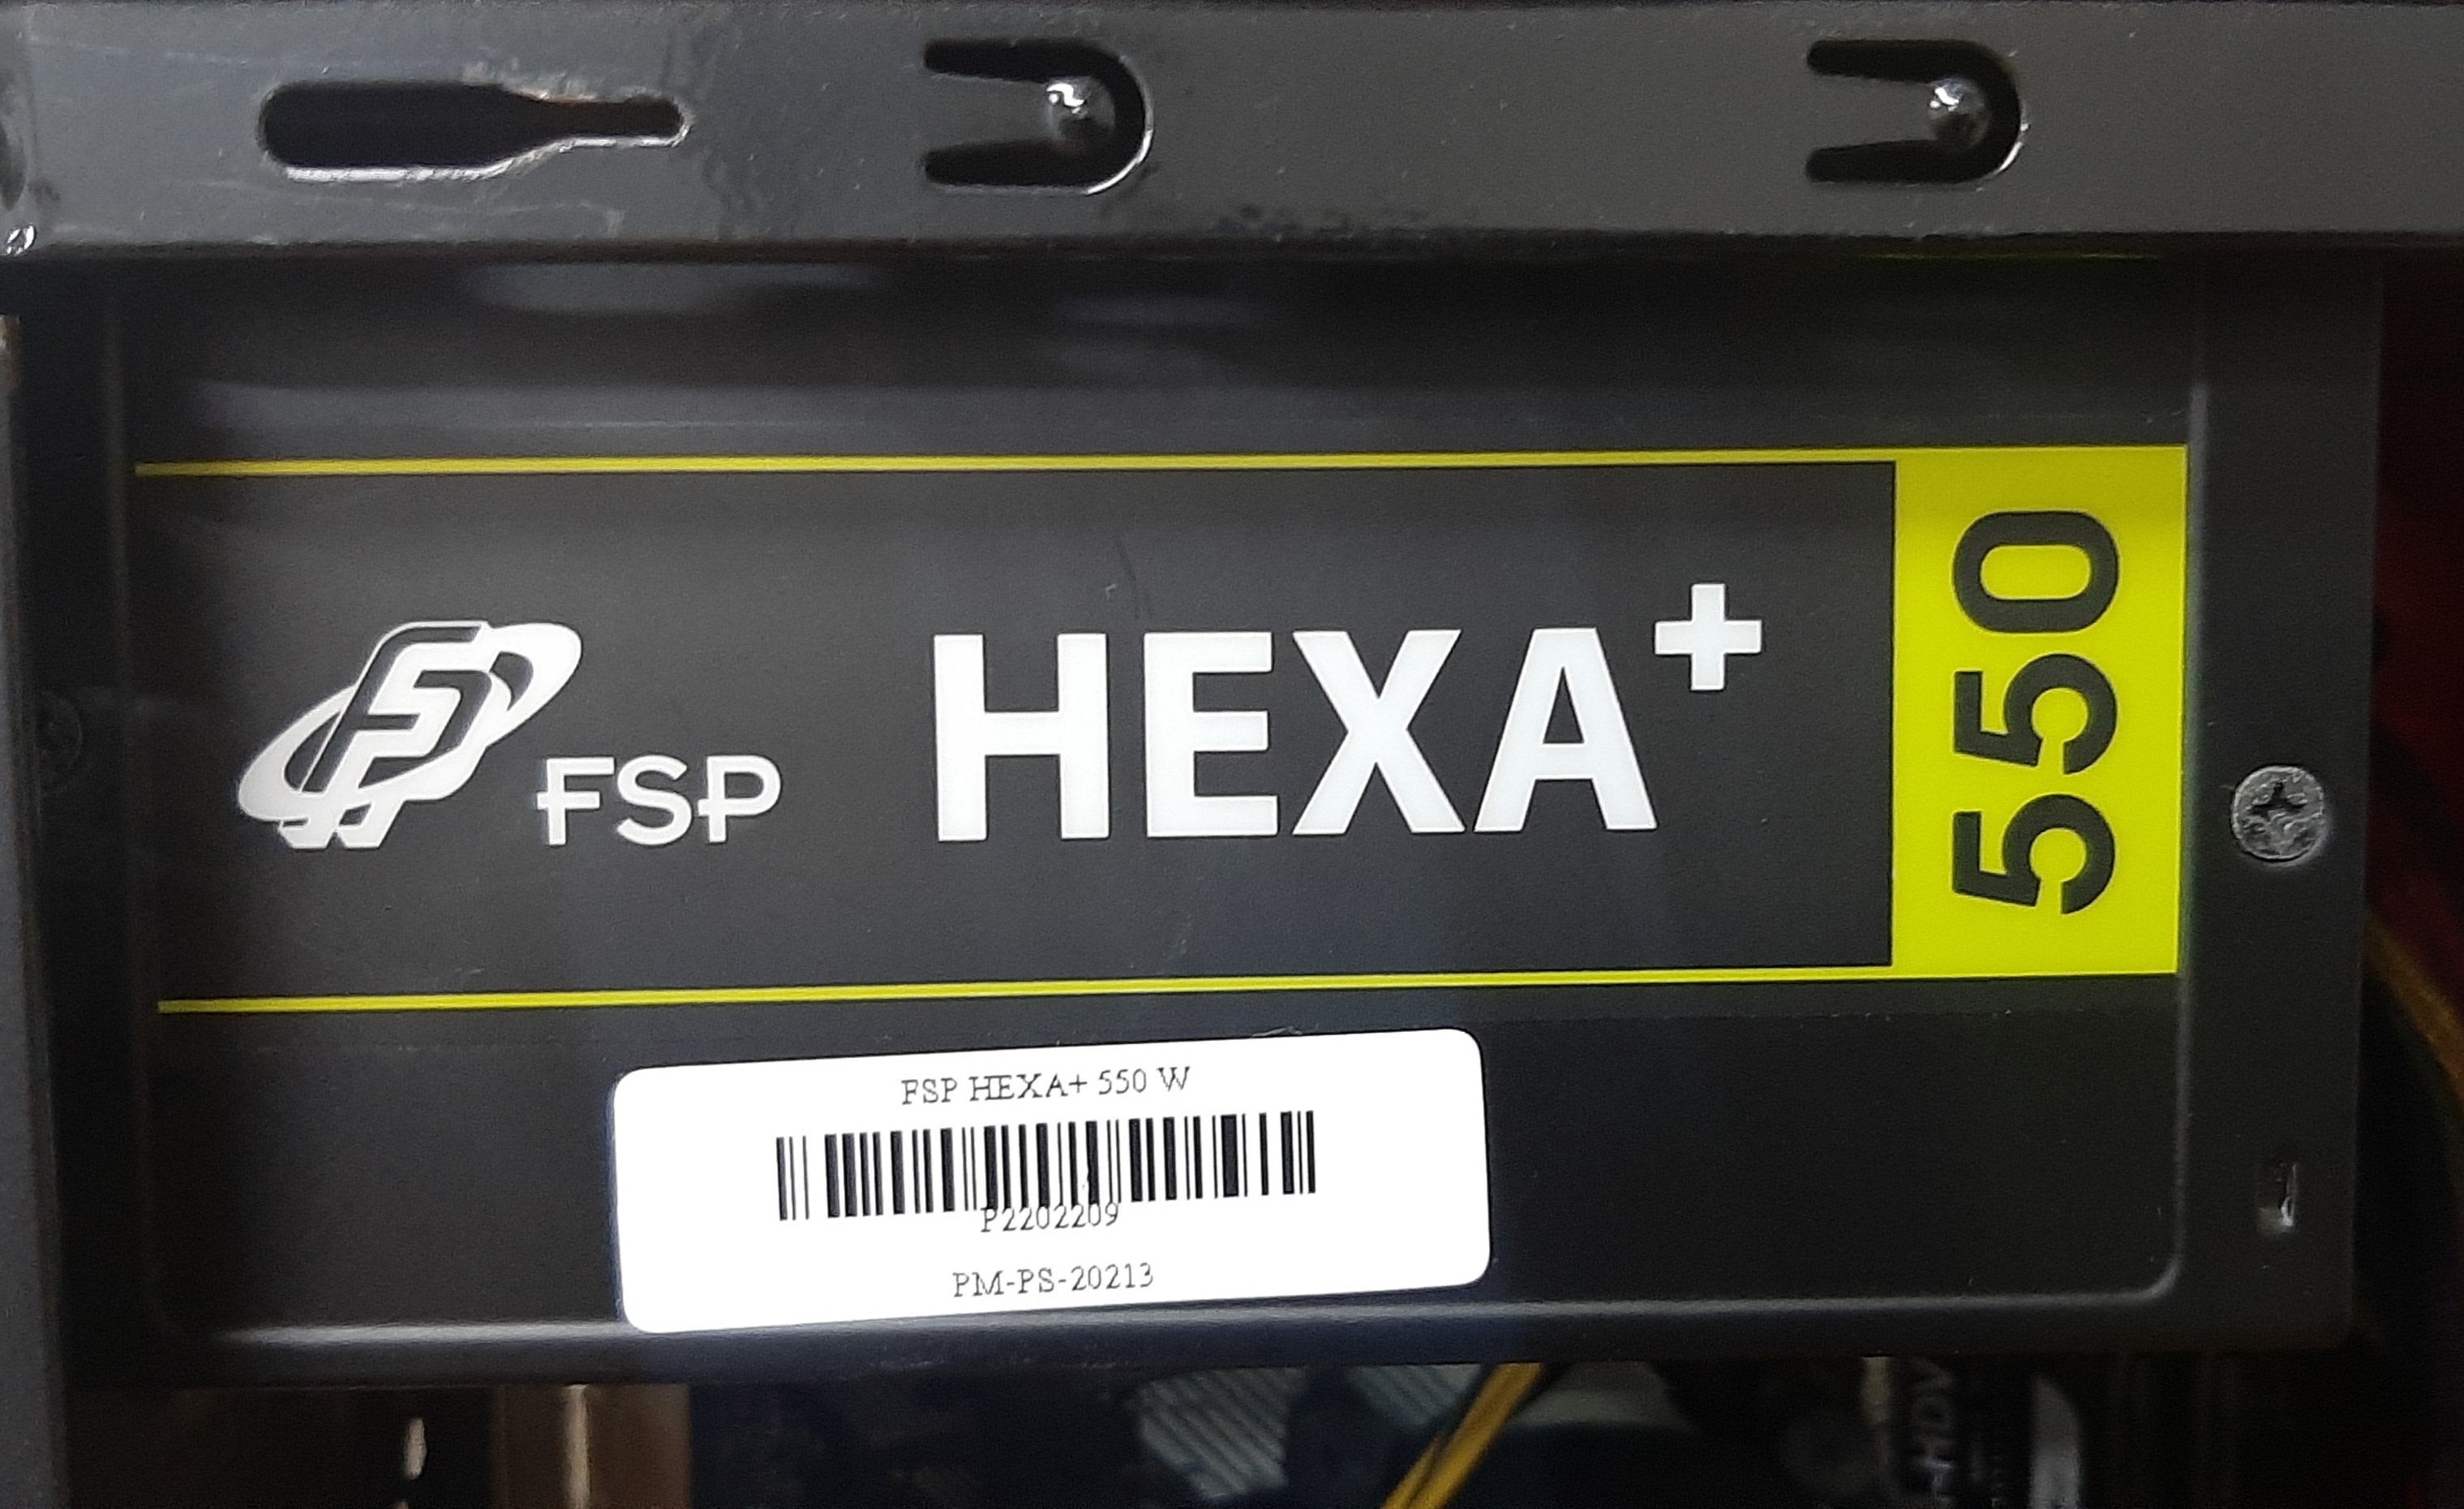 FSP
HEXA+
550
FSP HEXA+ 550 W
P2202209
PM-PS-20213